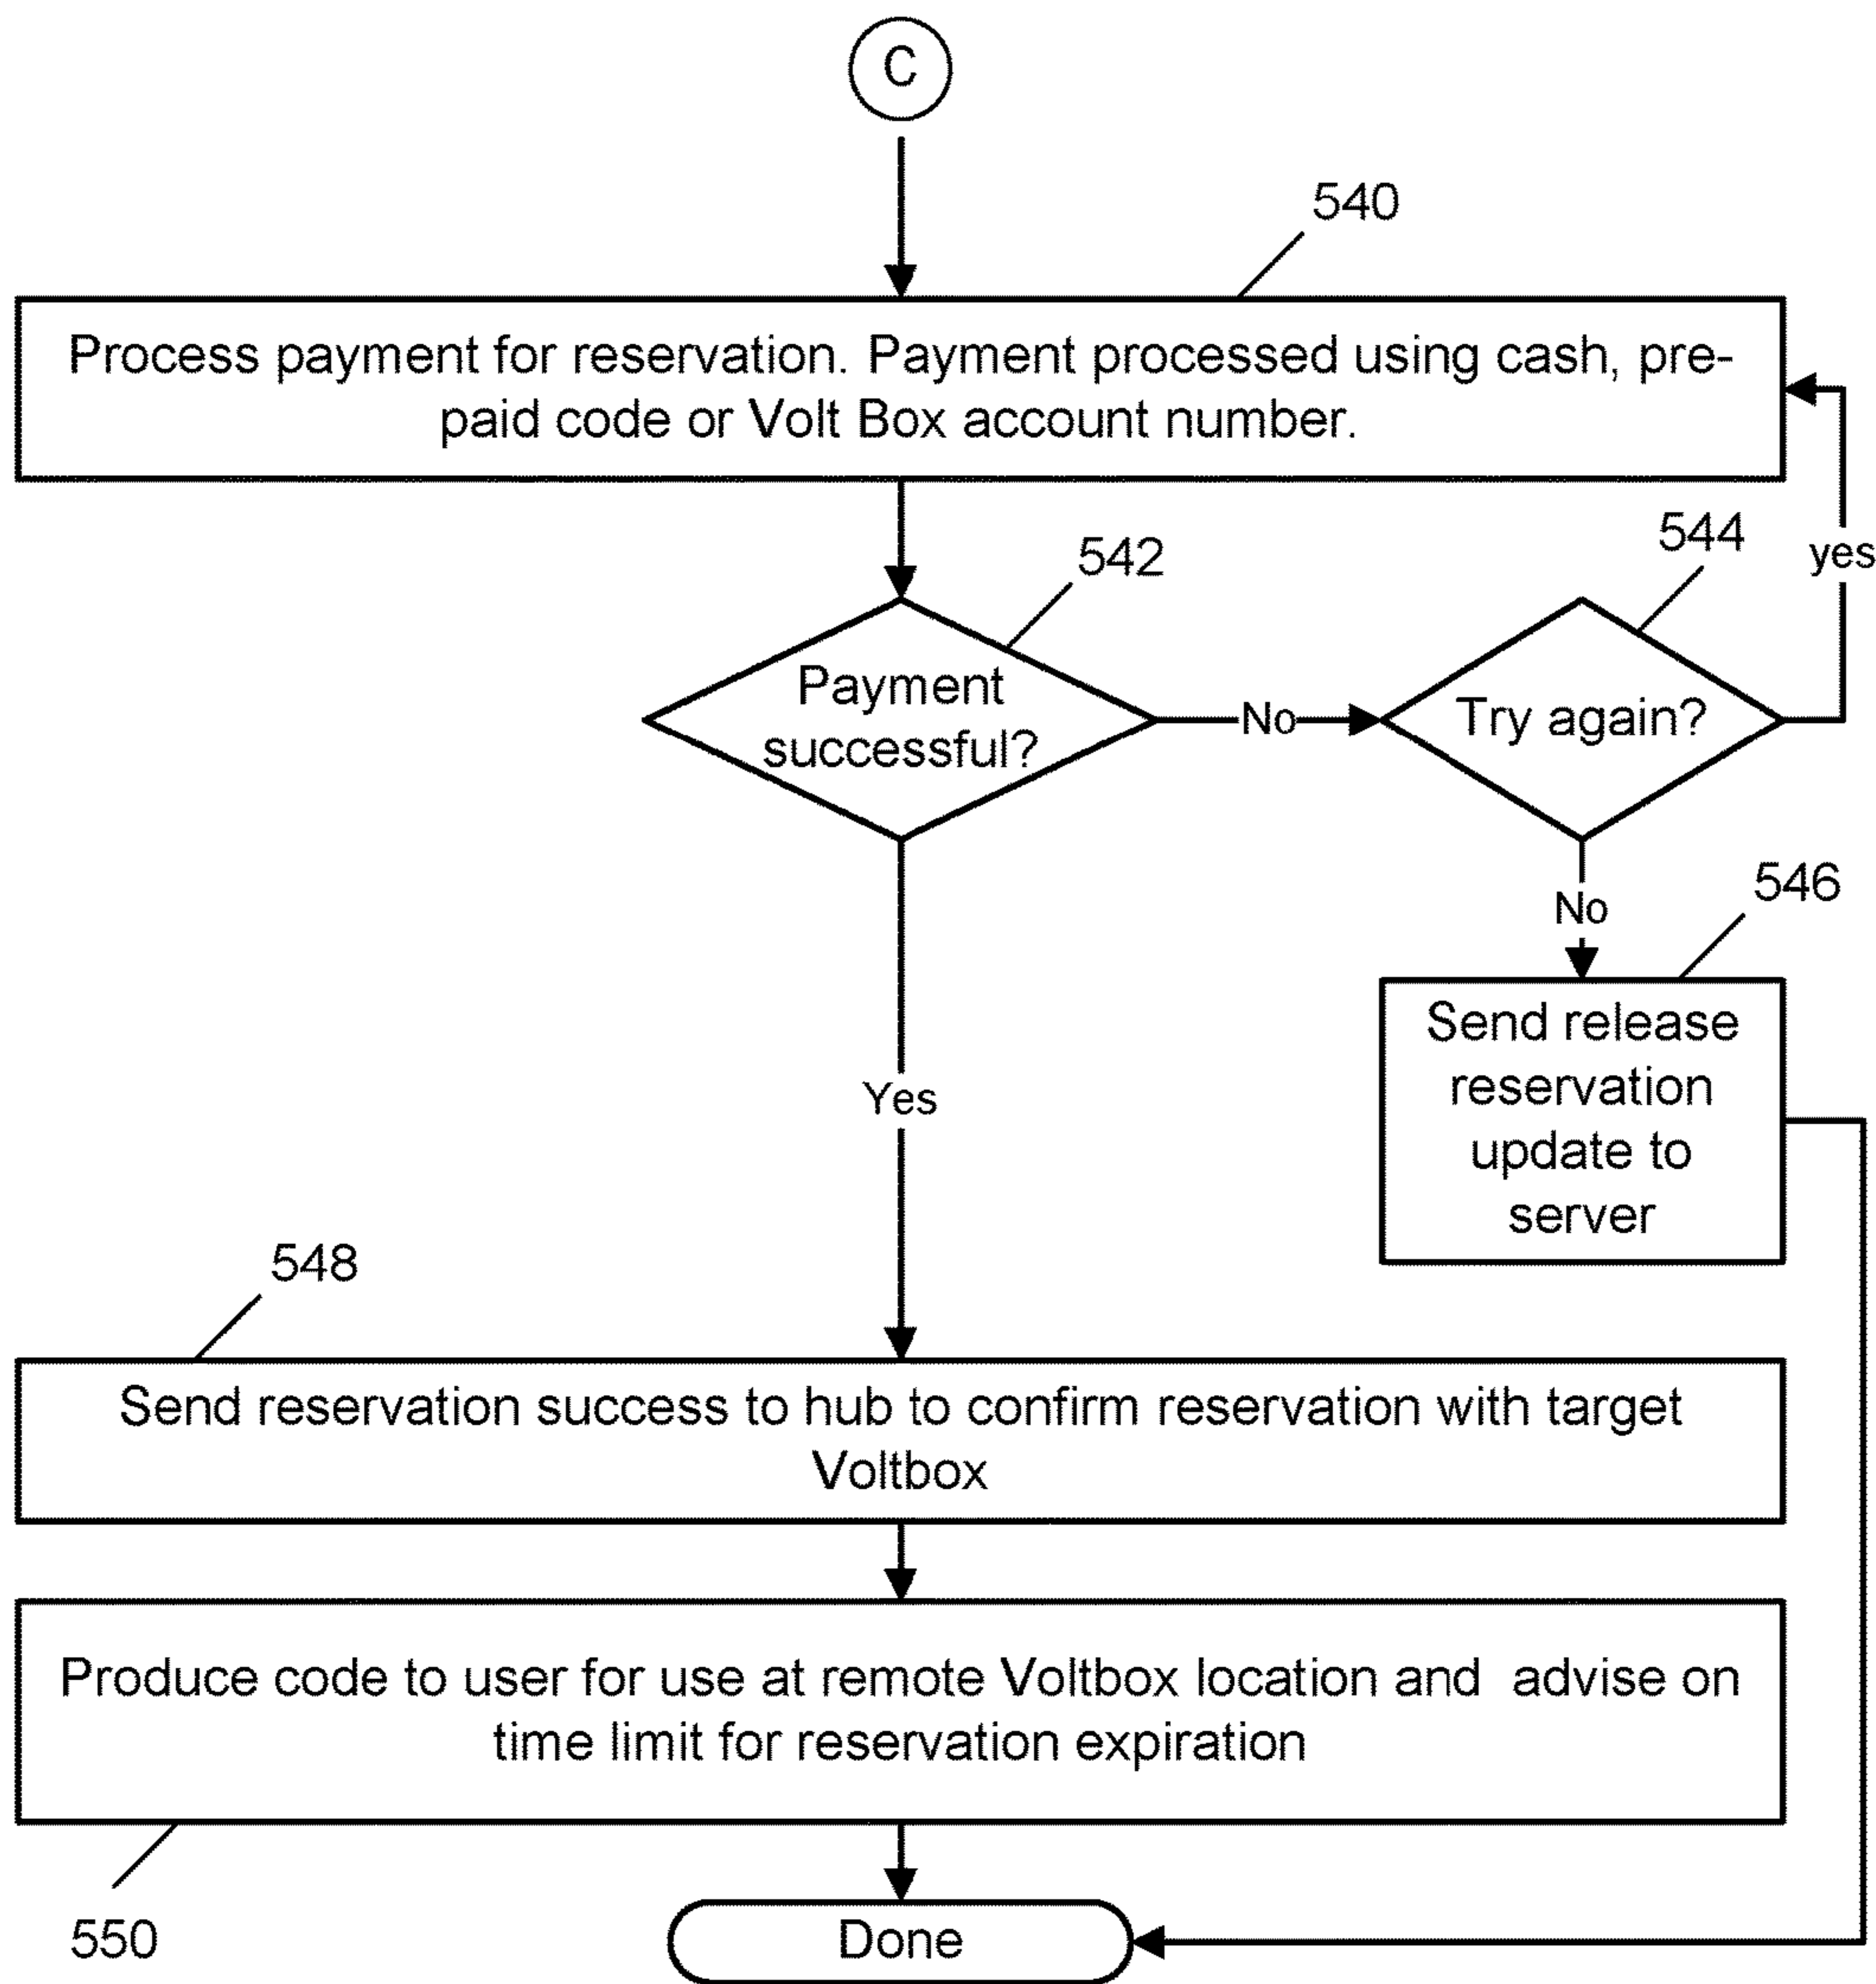 C
540
Process payment for reservation. Payment processed using cash, pre-
paid code or Volt Box account number.
542
544
yes
Payment
successful?
No
Try again?
No
546
Send release
reservation
update to
server
Yes
548
Send reservation success to hub to confirm reservation with target
Voltbox
Produce code to user for use at remote Voltbox location and  advise on
time limit for reservation expiration
550
Done